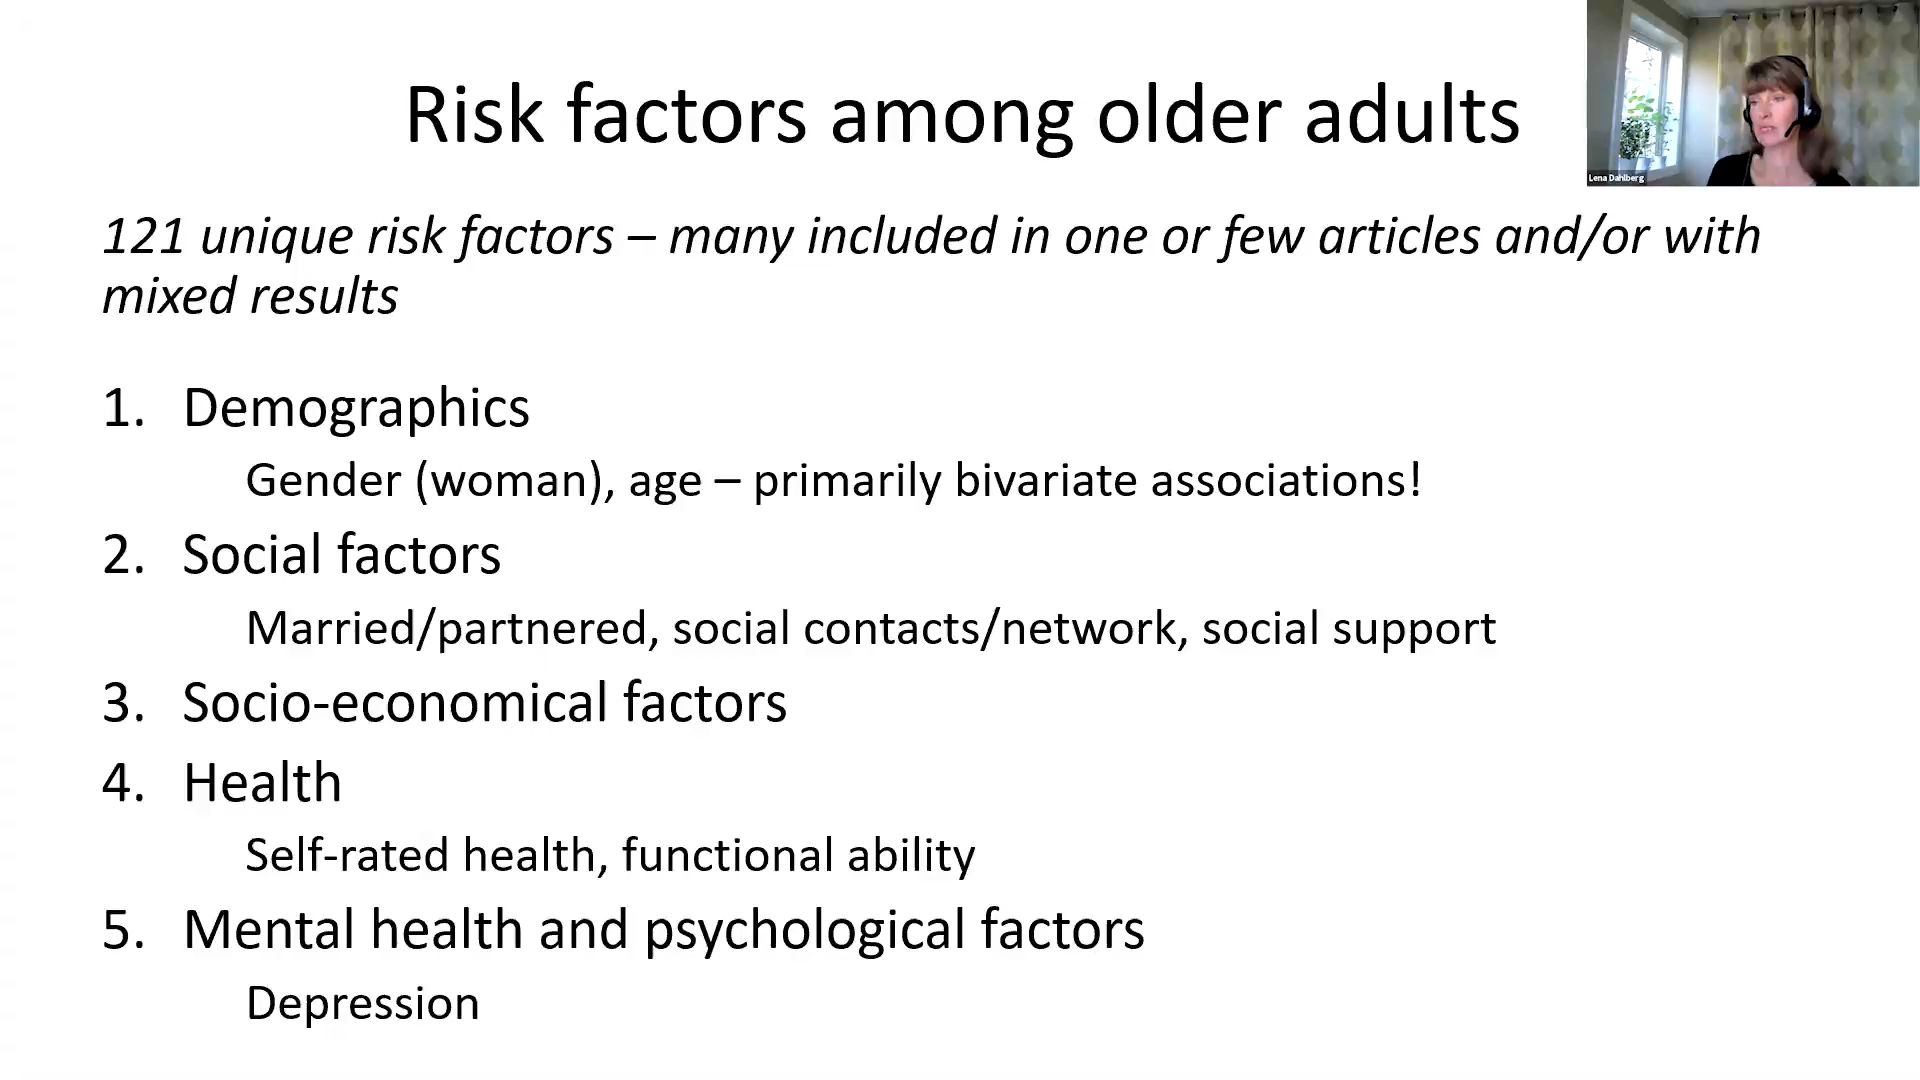 Risk factors among older adults
Lena Dahlberg
121 unique risk factors – many included in one or few articles and/or with
mixed results
1. Demographics
Gender (woman), age – primarily bivariate associations!
2. Social factors
Married/partnered, social contacts/network, social support
3. Socio-economical factors
4. Health
Self-rated health, functional ability
5. Mental health and psychological factors
Depression